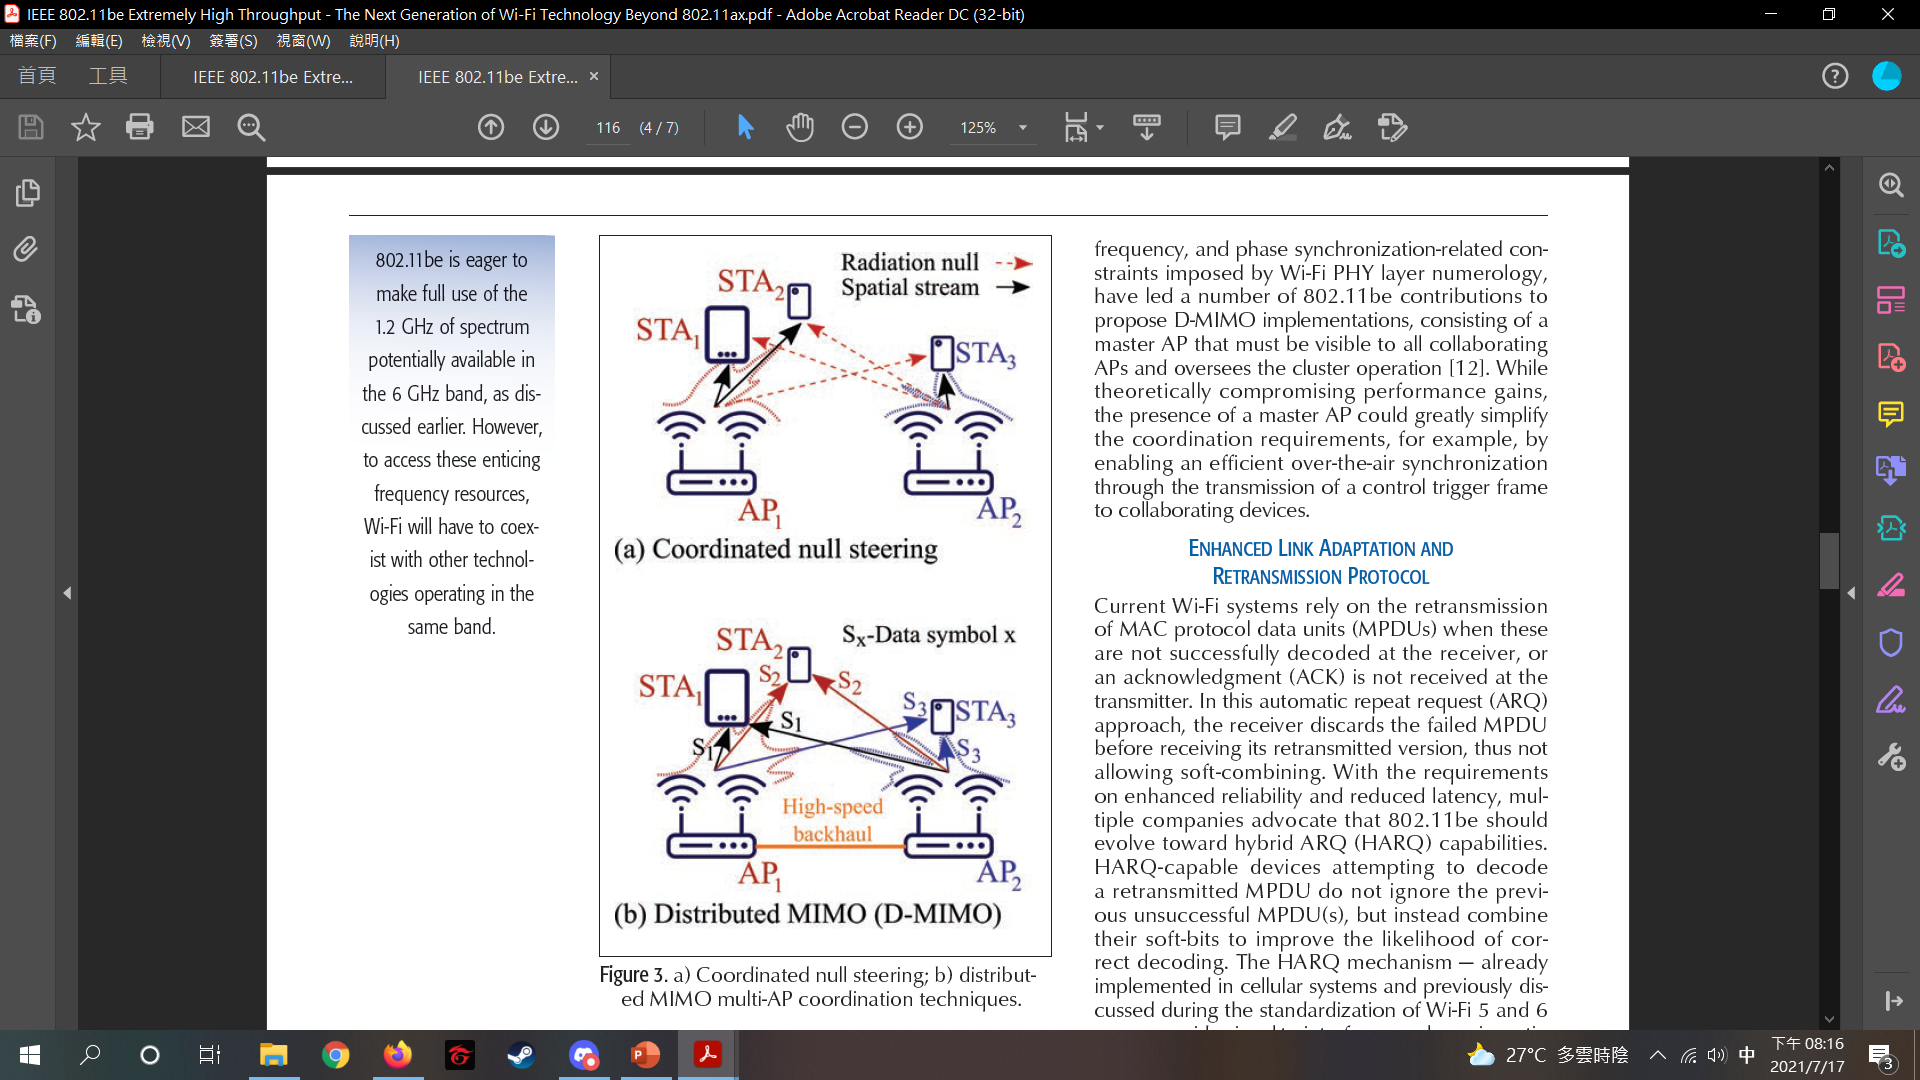 IEEE 802.11be Extremely High Throughput - The Next Generation of Wi-Fi Technology Beyond 802.11ax.pdf - Adobe Acrobat Reader DC (32-bit)
檔案(F) 編輯(E) 檢視(V) 簽署(S) 視窗(W) 說明(H)
首頁 工具 IEEE 802.11be Extre... IEEE 802.11be Extre... ×
116 (4 / 7) 125%
802.11be is eager to
make full use of the
1.2 GHz of spectrum
potentially available in
the 6 GHz band, as dis-
cussed earlier. However,
to access these enticing
frequency resources,
Wi-Fi will have to coex-
ist with other technol-
ogies operating in the
same band.
Radiation null
Spatial stream
STA2
STA1
STA3
AP1
AP2
(a) Coordinated null steering
Sx-Data symbol x
STA2
STA1
STA3
S2
S2
S3
S1
S1
S3
High-speed
backhaul
AP1
AP2
(b) Distributed MIMO (D-MIMO)
Figure 3. a) Coordinated null steering; b) distribut-
ed MIMO multi-AP coordination techniques.
frequency, and phase synchronization-related con-
straints imposed by Wi-Fi PHY layer numerology,
have led a number of 802.11be contributions to
propose D-MIMO implementations, consisting of a
master AP that must be visible to all collaborating
APs and oversees the cluster operation [12]. While
theoretically compromising performance gains,
the presence of a master AP could greatly simplify
the coordination requirements, for example, by
enabling an efficient over-the-air synchronization
through the transmission of a control trigger frame
to collaborating devices.
ENHANCED LINK ADAPTATION AND
RETRANSMISSION PROTOCOL
Current Wi-Fi systems rely on the retransmission
of MAC protocol data units (MPDUs) when these
are not successfully decoded at the receiver, or
an acknowledgment (ACK) is not received at the
transmitter. In this automatic repeat request (ARQ)
approach, the receiver discards the failed MPDU
before receiving its retransmitted version, thus not
allowing soft-combining. With the requirements
on enhanced reliability and reduced latency, mul-
tiple companies advocate that 802.11be should
evolve toward hybrid ARQ (HARQ) capabilities.
HARQ-capable devices attempting to decode
a retransmitted MPDU do not ignore the previ-
ous unsuccessful MPDU(s), but instead combine
their soft-bits to improve the likelihood of cor-
rect decoding. The HARQ mechanism — already
implemented in cellular systems and previously dis-
cussed during the standardization of Wi-Fi 5 and 6
27°C 多雲時陰 中 下午 08:16
2021/7/17
3